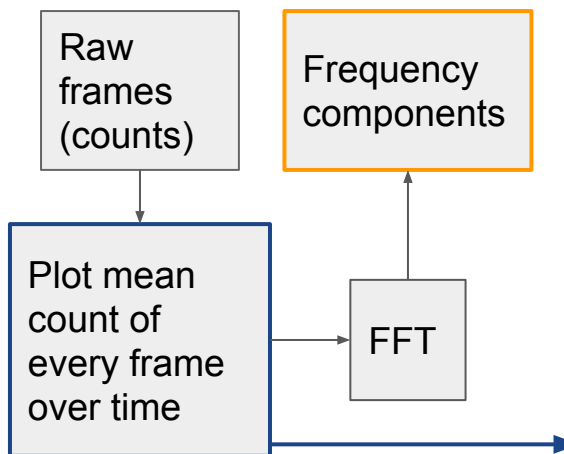 Raw
frames
(counts)
Frequency
components
Plot mean
count of
every frame
over time
FFT